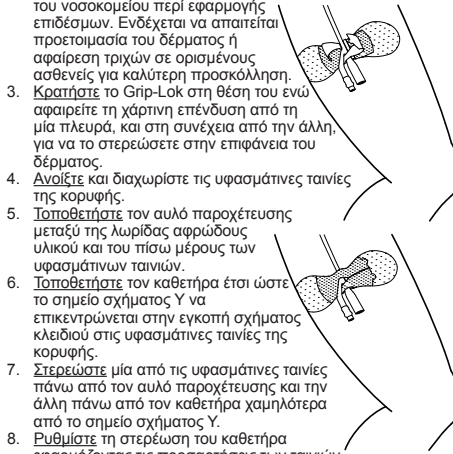 του νοσοκομείου περί εφαρμογής
επιδέσμων. Ενδέχεται να απαιτείται
προετοιμασία του δέρματος ή
αφαίρεση τριχών σε ορισμένους
ασθενείς για καλύτερη προσκόλληση.
3. Κρατήστε το Grip-Lok στη θέση του ενώ
αφαιρείτε τη χάρτινη επένδυση από τη
μία πλευρά, και στη συνέχεια από την άλλη,
για να το στερεώσετε στην επιφάνεια του
δέρματος.
4. Ανοίξτε και διαχωρίστε τις υφασμάτινες ταινίες
της κορυφής.
5. Τοποθετήστε τον αυλό παροχέτευσης
μεταξύ της λωρίδας αφρώδους
υλικού και του πίσω μέρους των
υφασμάτινων ταινιών.
6. Τοποθετήστε τον καθετήρα έτσι ώστε
το σημείο σχήματος Υ να
επικεντρώνεται στην εγκοπή σχήματος
κλειδιού στις υφασμάτινες ταινίες της
κορυφής.
7. Στερεώστε μία από τις υφασμάτινες ταινίες
πάνω από τον αυλό παροχέτευσης και την
άλλη πάνω από τον καθετήρα χαμηλότερα
από το σημείο σχήματος Υ.
8. Ρυθμίστε τη στερέωση του καθετήρα
εφαρμόζοντας τις προσαρτήσεις των ταινιών